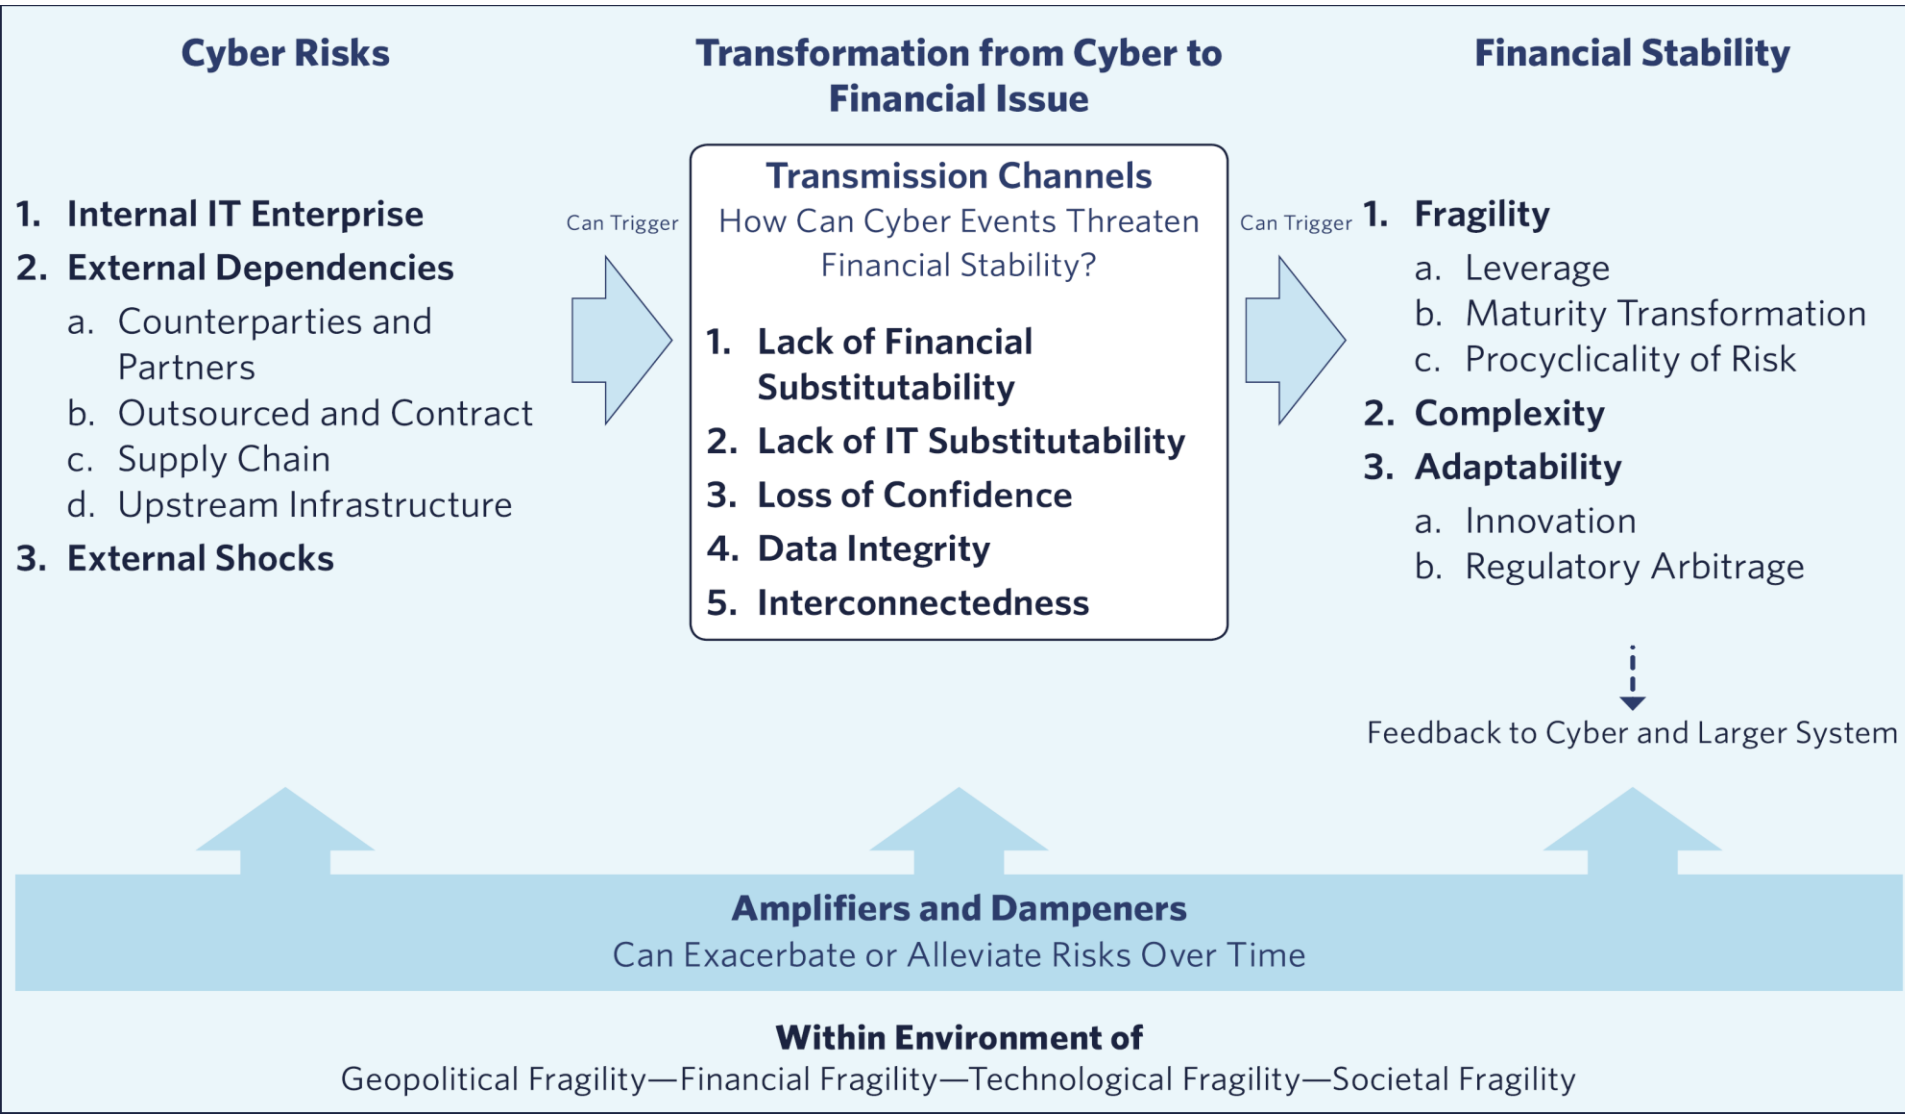 Cyber Risks
1. Internal IT Enterprise
2. External Dependencies
a. Counterparties and
Partners
b. Outsourced and Contract
c. Supply Chain
d. Upstream Infrastructure
3. External Shocks
Can Trigger
Transformation from Cyber to
Financial Issue
Transmission Channels
How Can Cyber Events Threaten
Financial Stability?
1. Lack of Financial
Substitutability
2. Lack of IT Substitutability
3. Loss of Confidence
4. Data Integrity
5. Interconnectedness
Can Trigger
Financial Stability
1. Fragility
a. Leverage
b. Maturity Transformation
c. Procyclicality of Risk
2. Complexity
3. Adaptability
a. Innovation
b. Regulatory Arbitrage
Feedback to Cyber and Larger System
Amplifiers and Dampeners
Can Exacerbate or Alleviate Risks Over Time
Within Environment of
Geopolitical Fragility—Financial Fragility—Technological Fragility—Societal Fragility